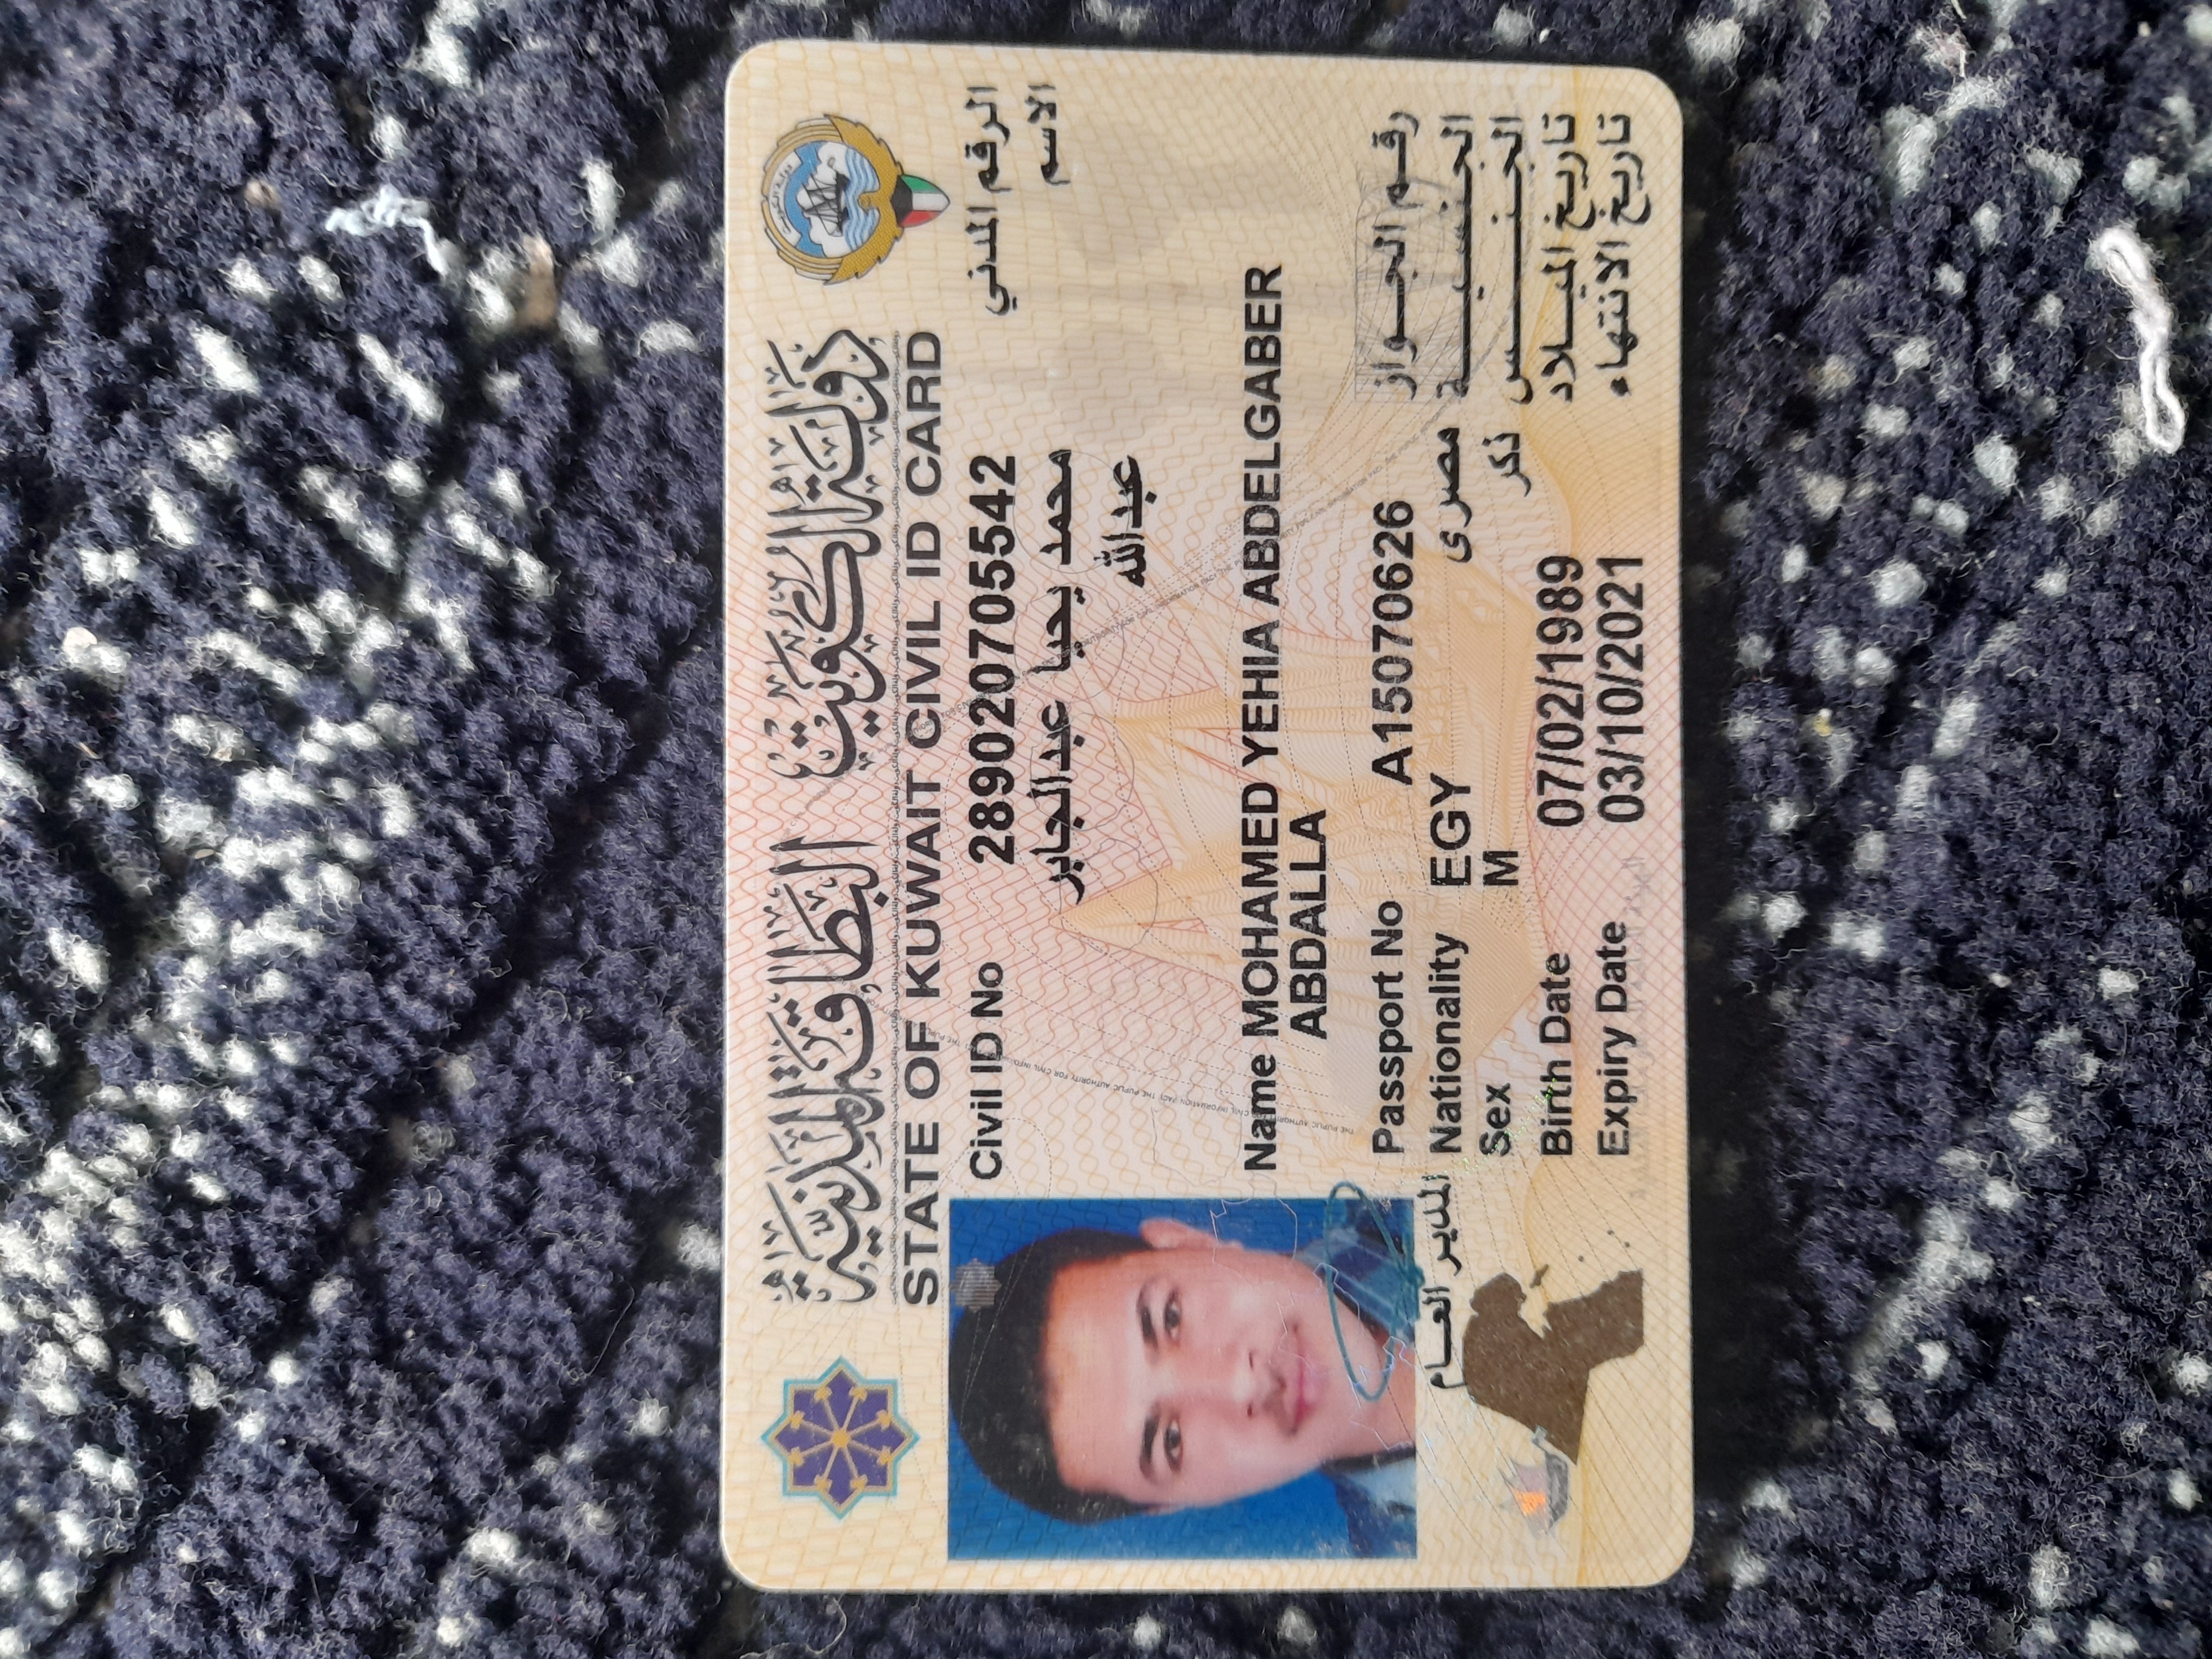 البطاقة المدنية دولة الكويت
STATE OF KUWAIT CIVIL ID CARD
Civil ID No 289020705542 الرقم المدني
محمد يحيا عبدالجابر الاسم
عبدالله
Name MOHAMED YEHIA ABDELGABER
ABDALLA
Passport No A15070626 رقم الجواز
Nationality EGY مصرى الجنسية
Sex M ذكر الجنس
Birth Date 07/02/1989 تاريخ الميلاد
Expiry Date 03/10/2021 تاريخ الانتهاء
المدير العام